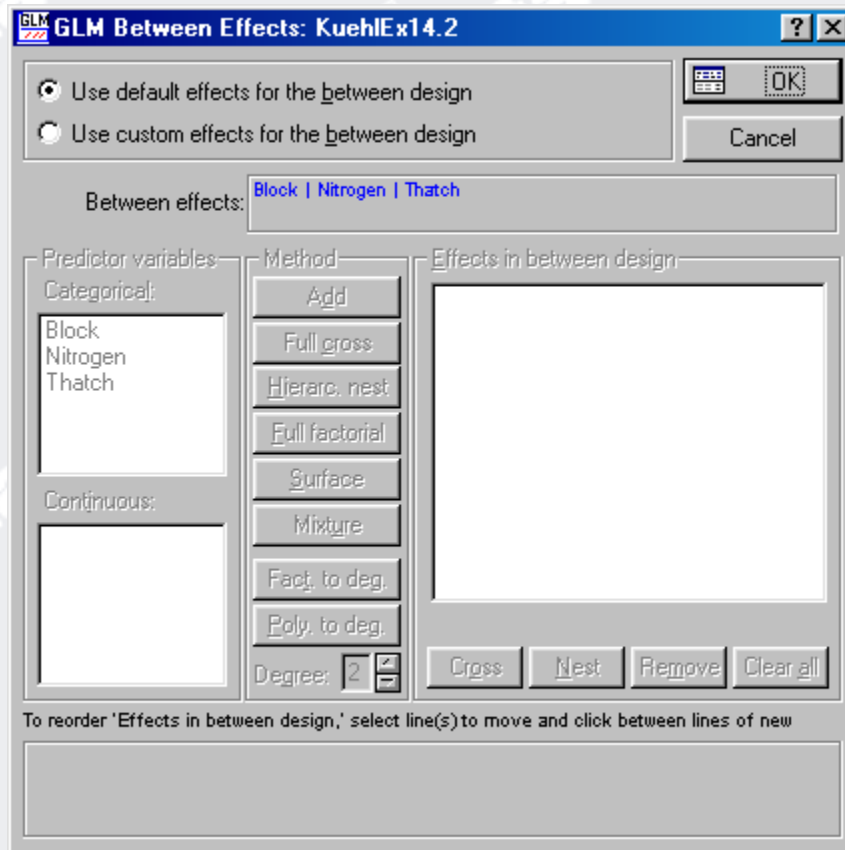 GLM GLM Between Effects: KuehlEx14.2 ? X
Use default effects for the between design
Use custom effects for the between design
OK
Cancel
Between effects: Block | Nitrogen | Thatch
Predictor variables
Categorical:
Block
Nitrogen
Thatch
Continuous:
Method
Add
Full cross
Hierarc. nest
Full factorial
Surface
Mixture
Fact. to deg.
Poly. to deg.
Degree: 2
Effects in between design
Cross Nest Remove Clear all
To reorder 'Effects in between design,' select line(s) to move and click between lines of new